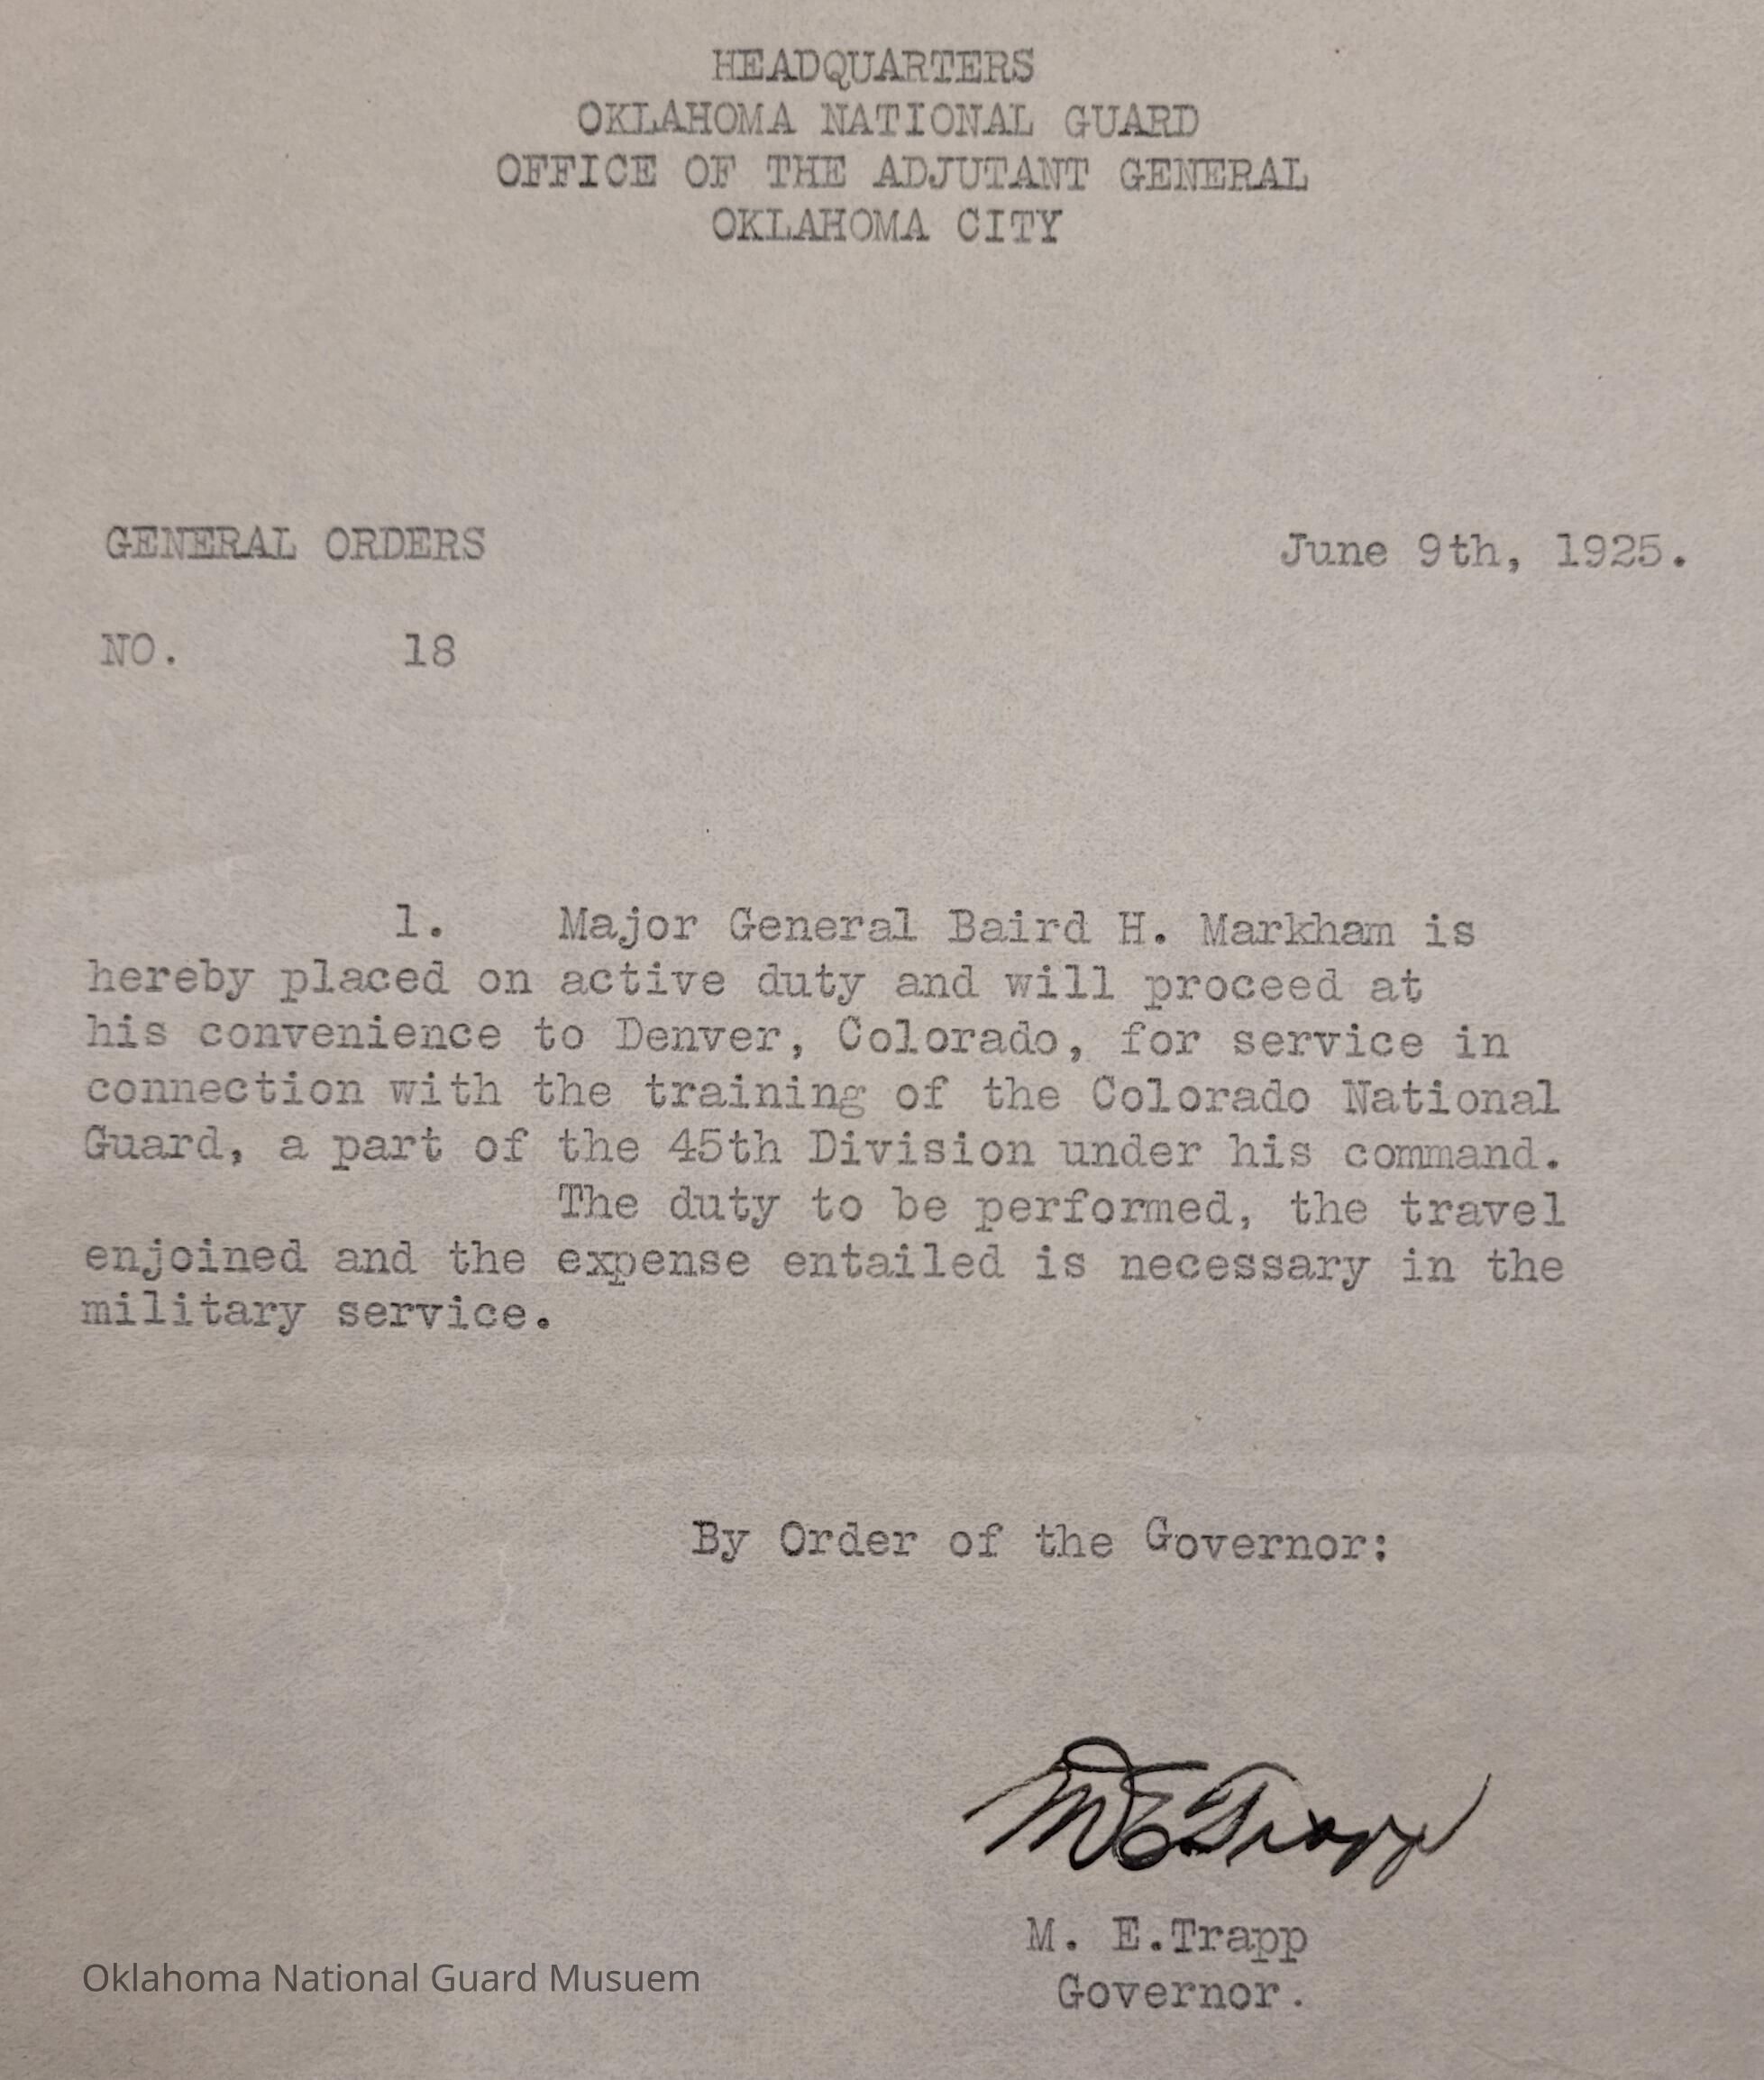 HEADQUARTERS
OKLAHOMA NATIONAL GUARD
OFFICE OF THE ADJUTANT GENERAL
OKLAHOMA CITY
GENERAL ORDERS
June 9th, 1925.
NO. 18
1. Major General Baird H. Markham is
hereby placed on active duty and will proceed at
his convenience to Denver, Colorado, for service in
connection with the training of the Colorado National
Guard, a part of the 45th Division under his command.
The duty to be performed, the travel
enjoined and the expense entailed is necessary in the
military service.
By Order of the Governor:
M E Trapp
M. E.Trapp
Governor.
Oklahoma National Guard Musuem